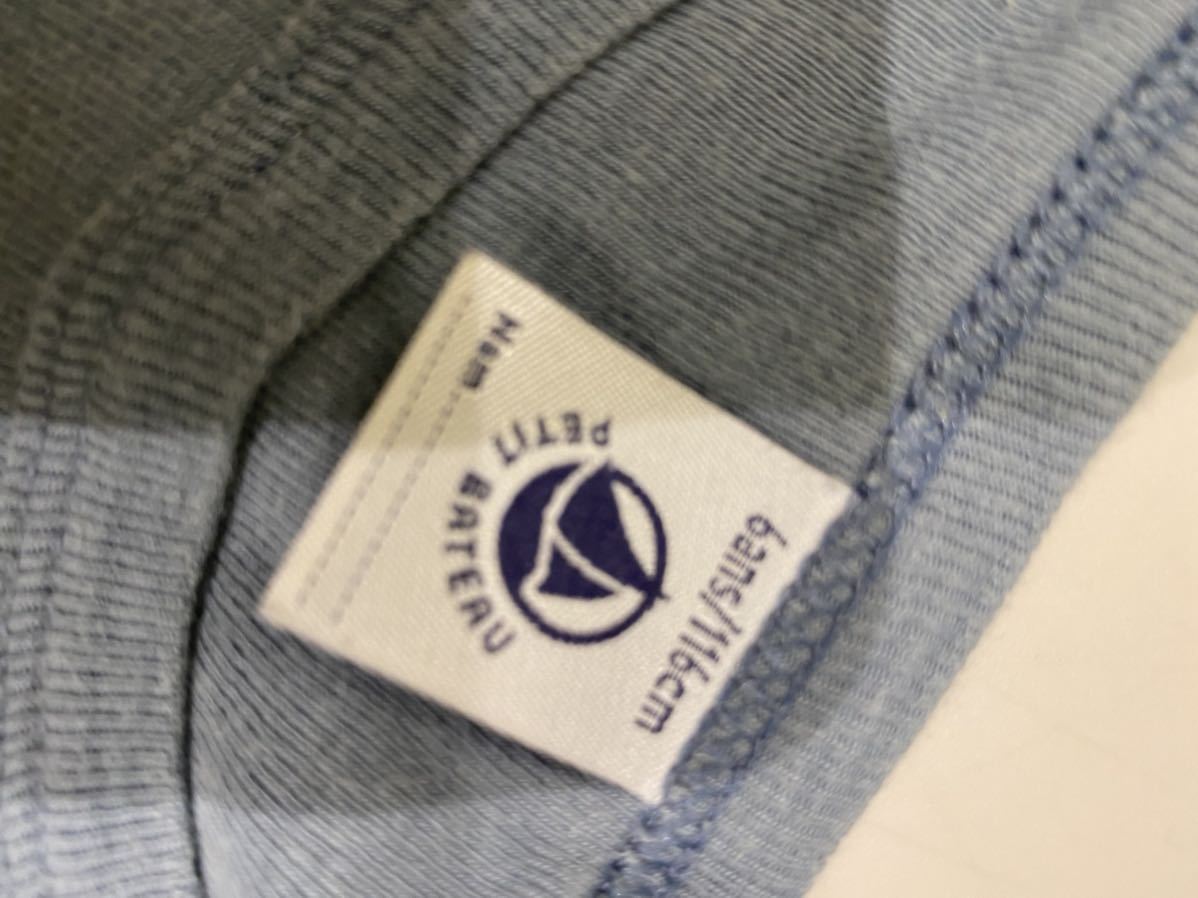 6ans/116cm
PETIT BATEAU
Nom